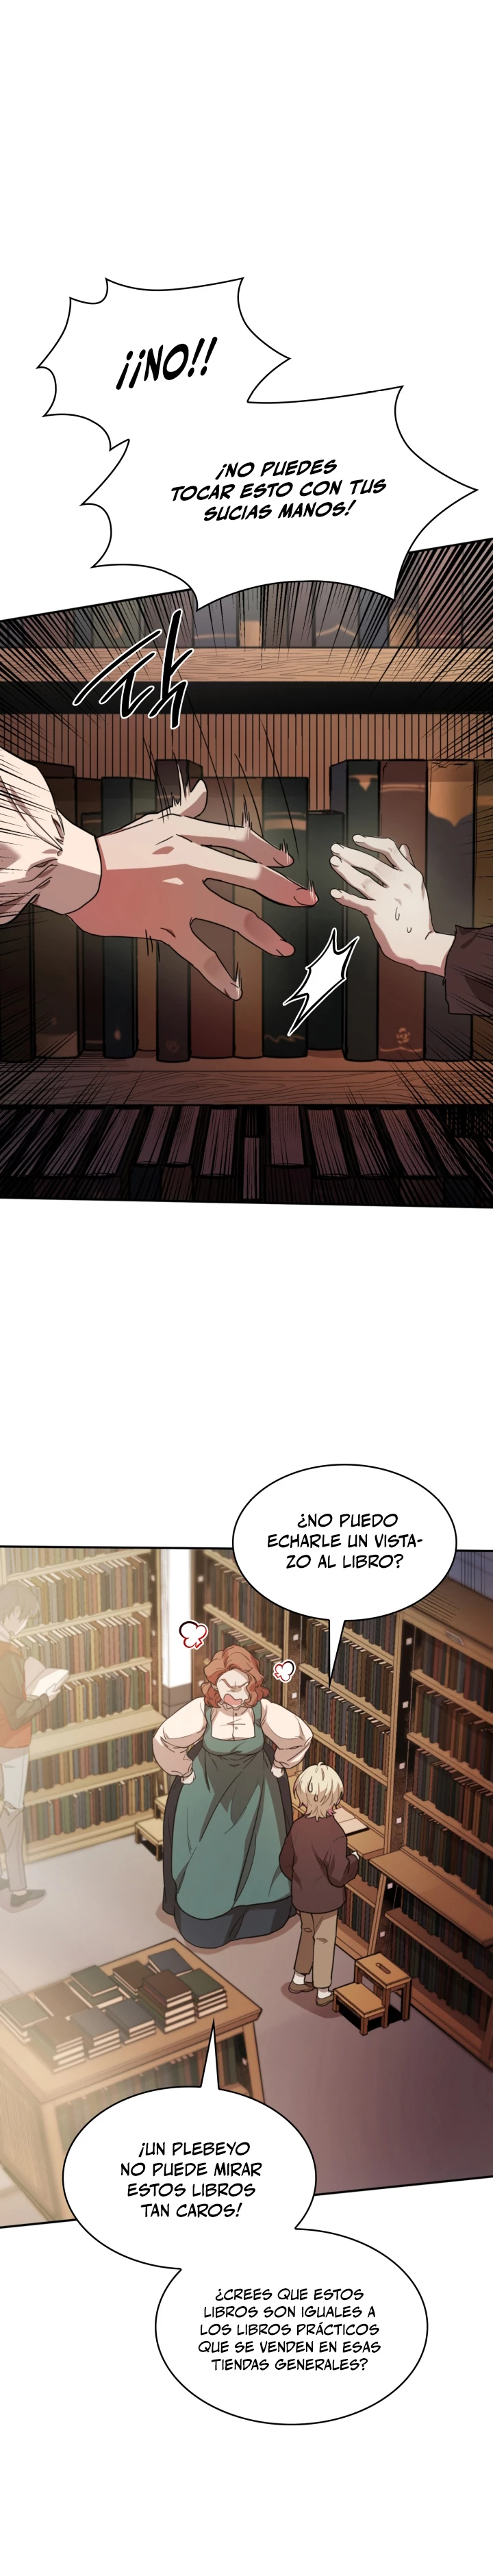 ¡¡NO!!
¡NO PUEDES
TOCAR ESTO CON TUS
SUCIAS MANOS!
¿NO PUEDO
ECHARLE UN VISTA-
ZO AL LIBRO?
¡UN PLEBEYO
NO PUEDE MIRAR
ESTOS LIBROS
TAN CAROS!
¿CREES QUE ESTOS
LIBROS SON IGUALES A
LOS LIBROS PRÁCTICOS
QUE SE VENDEN EN ESAS
TIENDAS GENERALES?